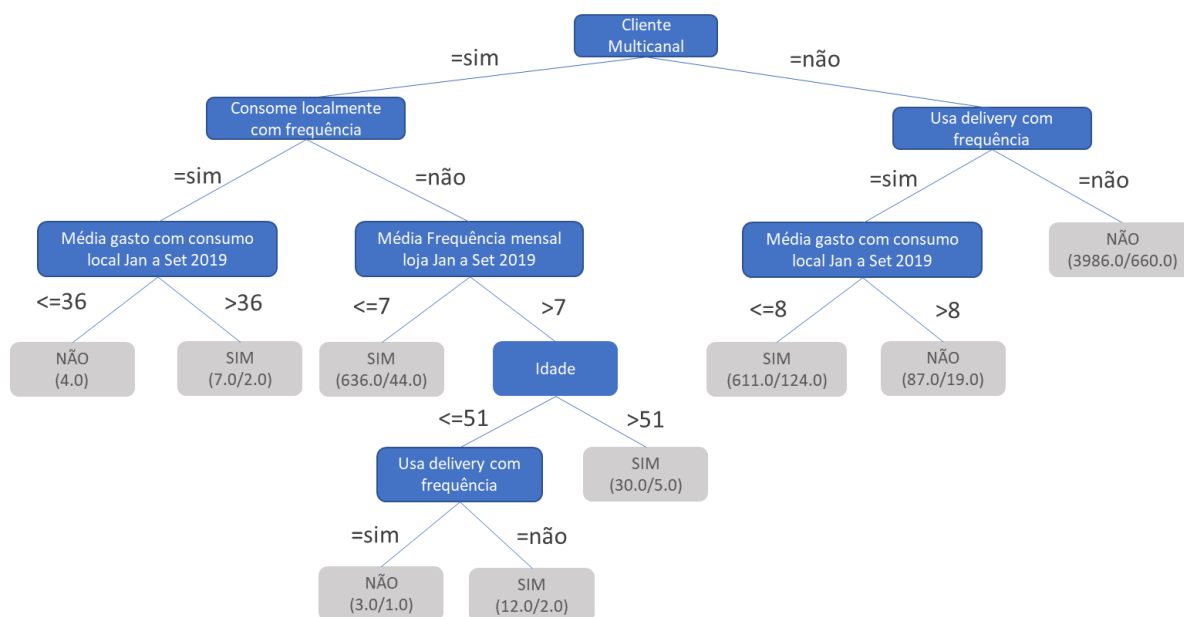 Cliente
Multicanal
=sim
=não
Consome localmente
com frequência
Usa delivery com
frequência
=sim
=não
=sim
=não
Média gasto com consumo
local Jan a Set 2019
Média Frequência mensal
loja Jan a Set 2019
Média gasto com consumo
local Jan a Set 2019
NÃO
(3986.0/660.0)
<=36
>36
<=7
>7
<=8
>8
NÃO
(4.0)
SIM
(7.0/2.0)
SIM
(636.0/44.0)
Idade
SIM
(611.0/124.0)
NÃO
(87.0/19.0)
<=51
>51
Usa delivery com
frequência
SIM
(30.0/5.0)
=sim
=não
NÃO
(3.0/1.0)
SIM
(12.0/2.0)